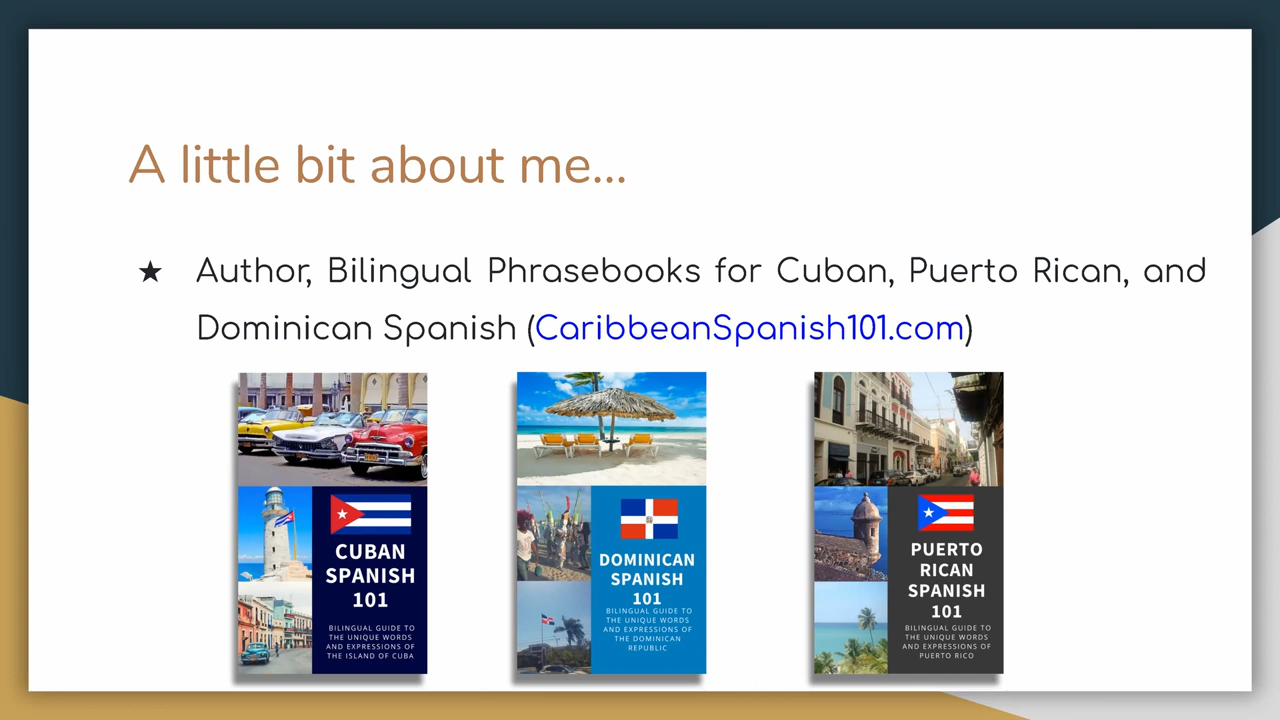 A little bit about me...
★ Author, Bilingual Phrasebooks for Cuban, Puerto Rican, and
Dominican Spanish (CaribbeanSpanish101.com)
CUBAN
SPANISH
101
BILINGUAL GUIDE TO
THE UNIQUE WORDS
AND EXPRESSIONS OF
THE ISLAND OF CUBA
DOMINICAN
SPANISH
101
BILINGUAL GUIDE TO
THE UNIQUE WORDS
AND EXPRESSIONS OF
THE DOMINICAN
REPUBLIC
PUERTO
RICAN
SPANISH
101
BILINGUAL GUIDE TO
THE UNIQUE WORDS
AND EXPRESSIONS OF
PUERTO RICO